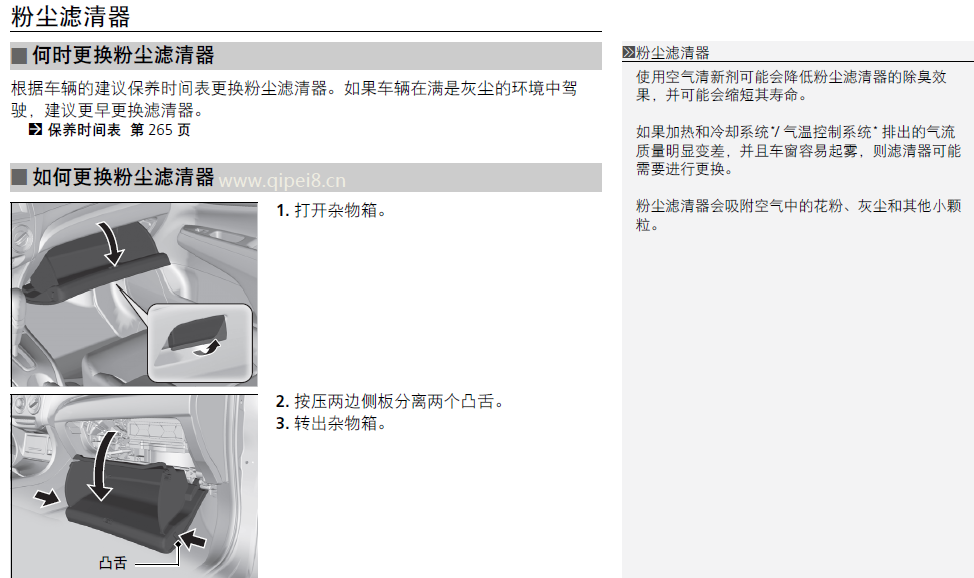 粉尘滤清器
何时更换粉尘滤清器
根据车辆的建议保养时间表更换粉尘滤清器。如果车辆在满是灰尘的环境中驾
驶，建议更早更换滤清器。
保养时间表 第 265 页
如何更换粉尘滤清器 www.qipei8.cn
1. 打开杂物箱。
2. 按压两边侧板分离两个凸舌。
3. 转出杂物箱。
凸舌
粉尘滤清器
使用空气清新剂可能会降低粉尘滤清器的除臭效
果，并可能会缩短其寿命。
如果加热和冷却系统*/ 气温控制系统* 排出的气流
质量明显变差，并且车窗容易起雾，则滤清器可能
需要进行更换。
粉尘滤清器会吸附空气中的花粉、灰尘和其他小颗
粒。